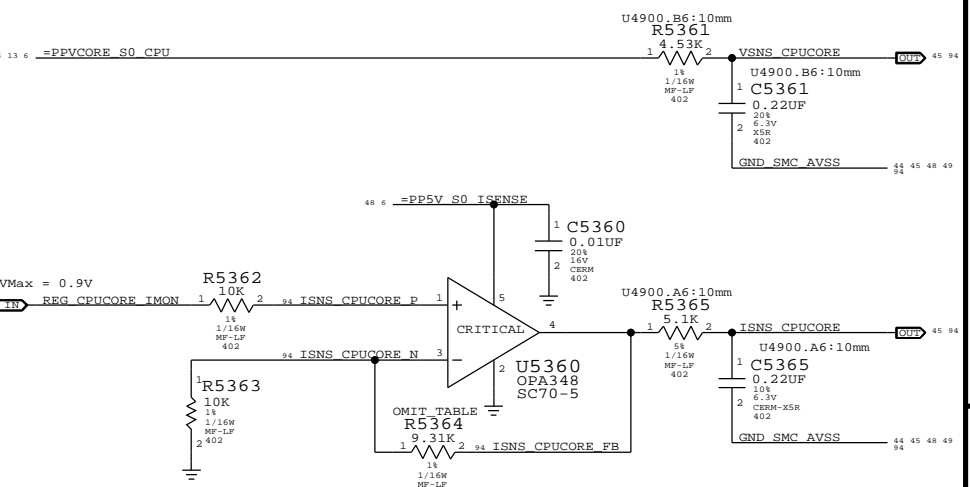 U4900.B6:10mm
R5361
4.53K
1 2
1%
1/16W
MF-LF
402
13 6 =PPVCORE_S0_CPU
VSNS_CPUCORE OUT 45 94
U4900.B6:10mm
1 C5361
0.22UF
20%
2 6.3V
X5R
402
GND_SMC_AVSS 44 45 48 49
94
48 6 =PP5V_S0_ISENSE
1 C5360
0.01UF
20%
2 16V
CERM
402
VMax = 0.9V
IN REG_CPUCORE_IMON
R5362
10K
1 2
1%
1/16W
MF-LF
402
94 ISNS_CPUCORE_P 1
+
5
CRITICAL
4
94 ISNS_CPUCORE_N 3
−
2
U5360
OPA348
SC70-5
1 R5363
10K
1%
1/16W
MF-LF
2 402
OMIT_TABLE
R5364
9.31K
1 2 94 ISNS_CPUCORE_FB
1%
1/16W
MF-LF
U4900.A6:10mm
R5365
5.1K
1 2
5%
1/16W
MF-LF
402
ISNS_CPUCORE OUT 45 94
U4900.A6:10mm
1 C5365
0.22UF
10%
2 6.3V
CERM-X5R
402
GND_SMC_AVSS 44 45 48 49
94